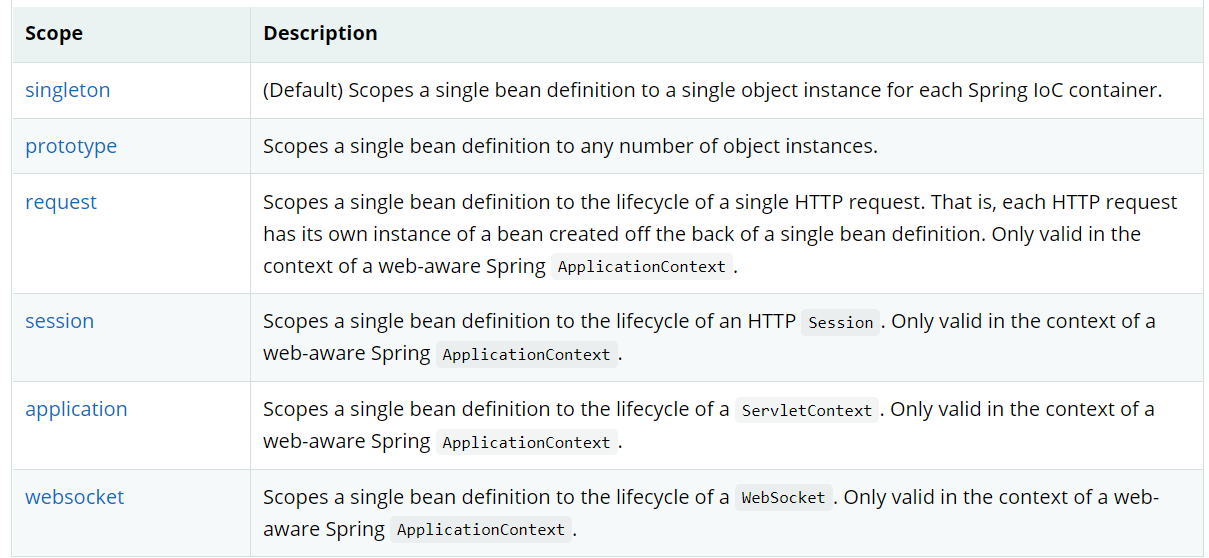 Scope Description
singleton (Default) Scopes a single bean definition to a single object instance for each Spring IoC container.
prototype Scopes a single bean definition to any number of object instances.
request Scopes a single bean definition to the lifecycle of a single HTTP request. That is, each HTTP request
has its own instance of a bean created off the back of a single bean definition. Only valid in the
context of a web-aware Spring ApplicationContext.
session Scopes a single bean definition to the lifecycle of an HTTP Session. Only valid in the context of a
web-aware Spring ApplicationContext.
application Scopes a single bean definition to the lifecycle of a ServletContext. Only valid in the context of a
web-aware Spring ApplicationContext.
websocket Scopes a single bean definition to the lifecycle of a WebSocket. Only valid in the context of a web-
aware Spring ApplicationContext.